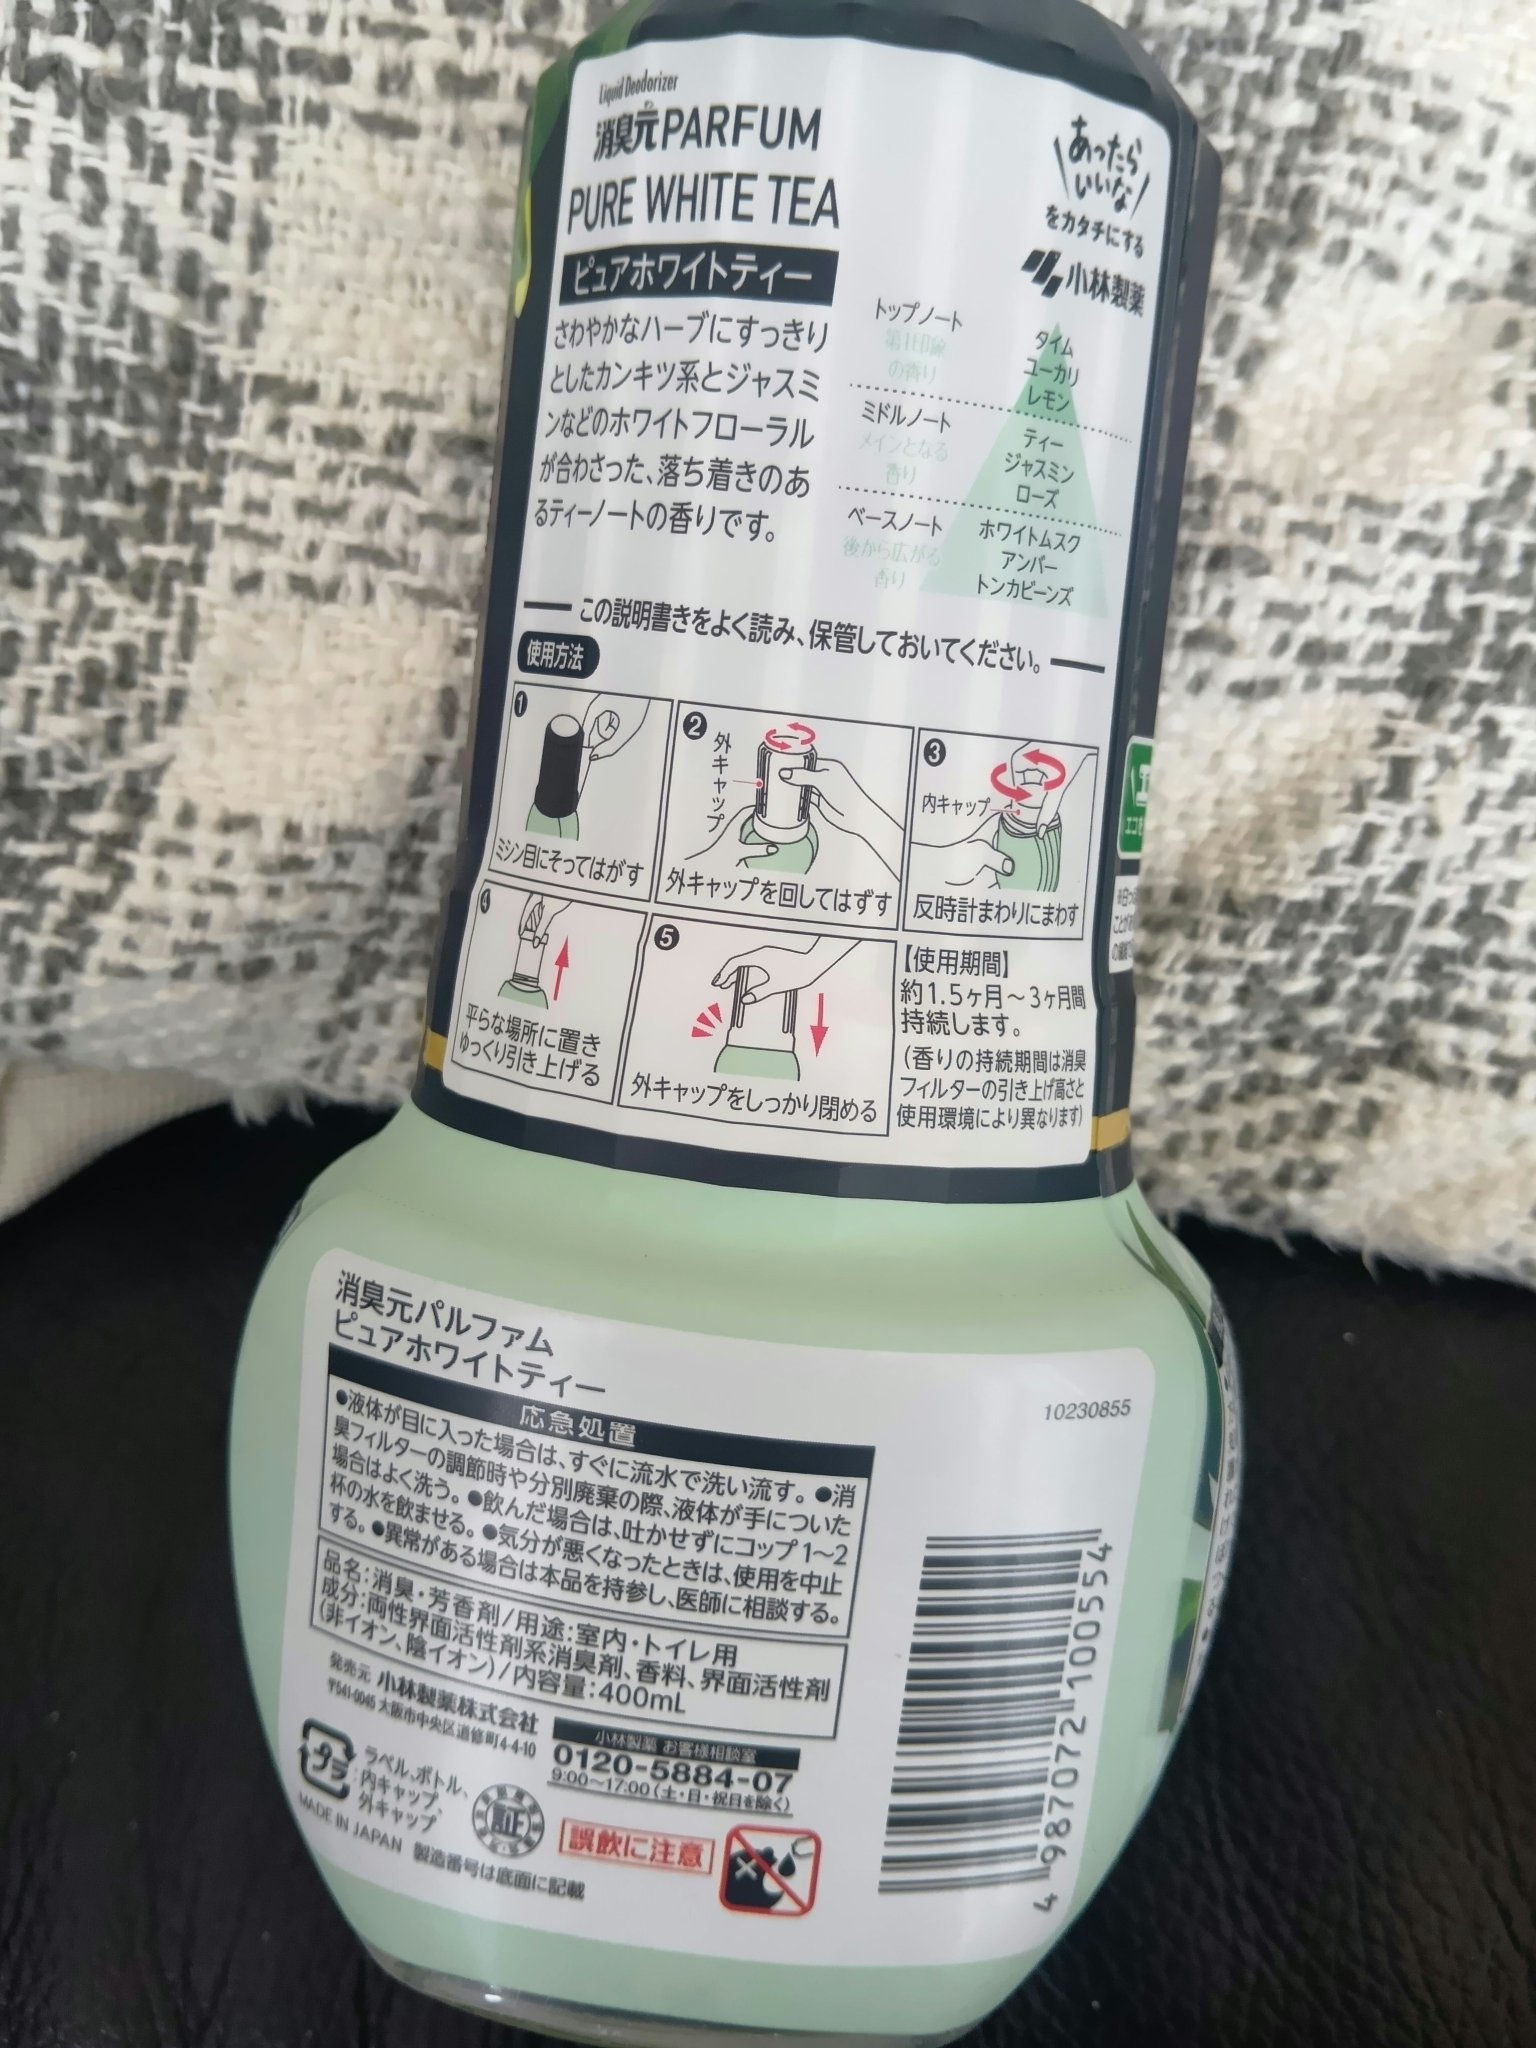 Liquid Deodorizer
消臭元PARFUM
PURE WHITE TEA
ピュアホワイトティー
さわやかなハーブにすっきり
としたカンキツ系とジャスミ
ンなどのホワイトフローラル
が合わさった、落ち着きのあ
るティーノートの香りです。
あったら
いいな
をカタチにする
小林製薬
トップノート
第1印象
の香り
タイム
ユーカリ
レモン
ミドルノート
メインとなる
香り
ティー
ジャスミン
ローズ
ベースノート
後から広がる
香り
ホワイトムスク
アンバー
トンカビーンズ
この説明書きをよく読み、保管しておいてください。
使用方法
1
ミシン目にそってはがす
2
外キャップ
外キャップを回してはずす
3
内キャップ
反時計まわりにまわす
4
平らな場所に置き
ゆっくり引き上げる
5
外キャップをしっかり閉める
【使用期間】
約1.5ヶ月～3ヶ月間
持続します。
(香りの持続期間は消臭
フィルターの引き上げ高さと
使用環境により異なります)
消臭元パルファム
ピュアホワイトティー
10230855
応急処置
●液体が目に入った場合は、すぐに流水で洗い流す。●消
臭フィルターの調節時や分別廃棄の際、液体が手についた
場合はよく洗う。●飲んだ場合は、吐かせずにコップ1～2
杯の水を飲ませる。●気分が悪くなったときは、使用を中止
する。●異常がある場合は本品を持参し、医師に相談する。
品名:消臭・芳香剤/用途:室内・トイレ用
成分:両性界面活性剤系消臭剤、香料、界面活性剤
(非イオン、陰イオン)/内容量:400mL
発売元 小林製薬株式会社
〒541-0045 大阪市中央区道修町4-4-10
小林製薬 お客様相談室
0120-5884-07
9:00～17:00(土・日・祝日を除く)
プラ
ラベル、ボトル、
内キャップ、
外キャップ
証
誤飲に注意
MADE IN JAPAN 製造番号は底面に記載
4 987072 100554